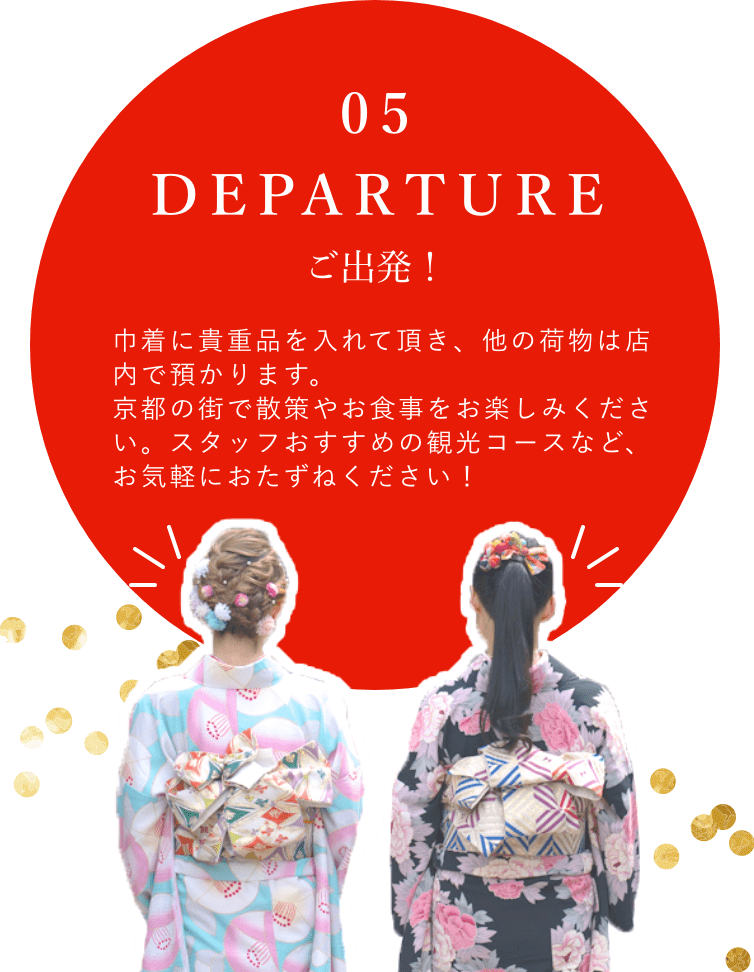 05
DEPARTURE
ご出発！
巾着に貴重品を入れて頂き、他の荷物は店
内で預かります。
京都の街で散策やお食事をお楽しみくださ
い。スタッフおすすめの観光コースなど、
お気軽におたずねください！